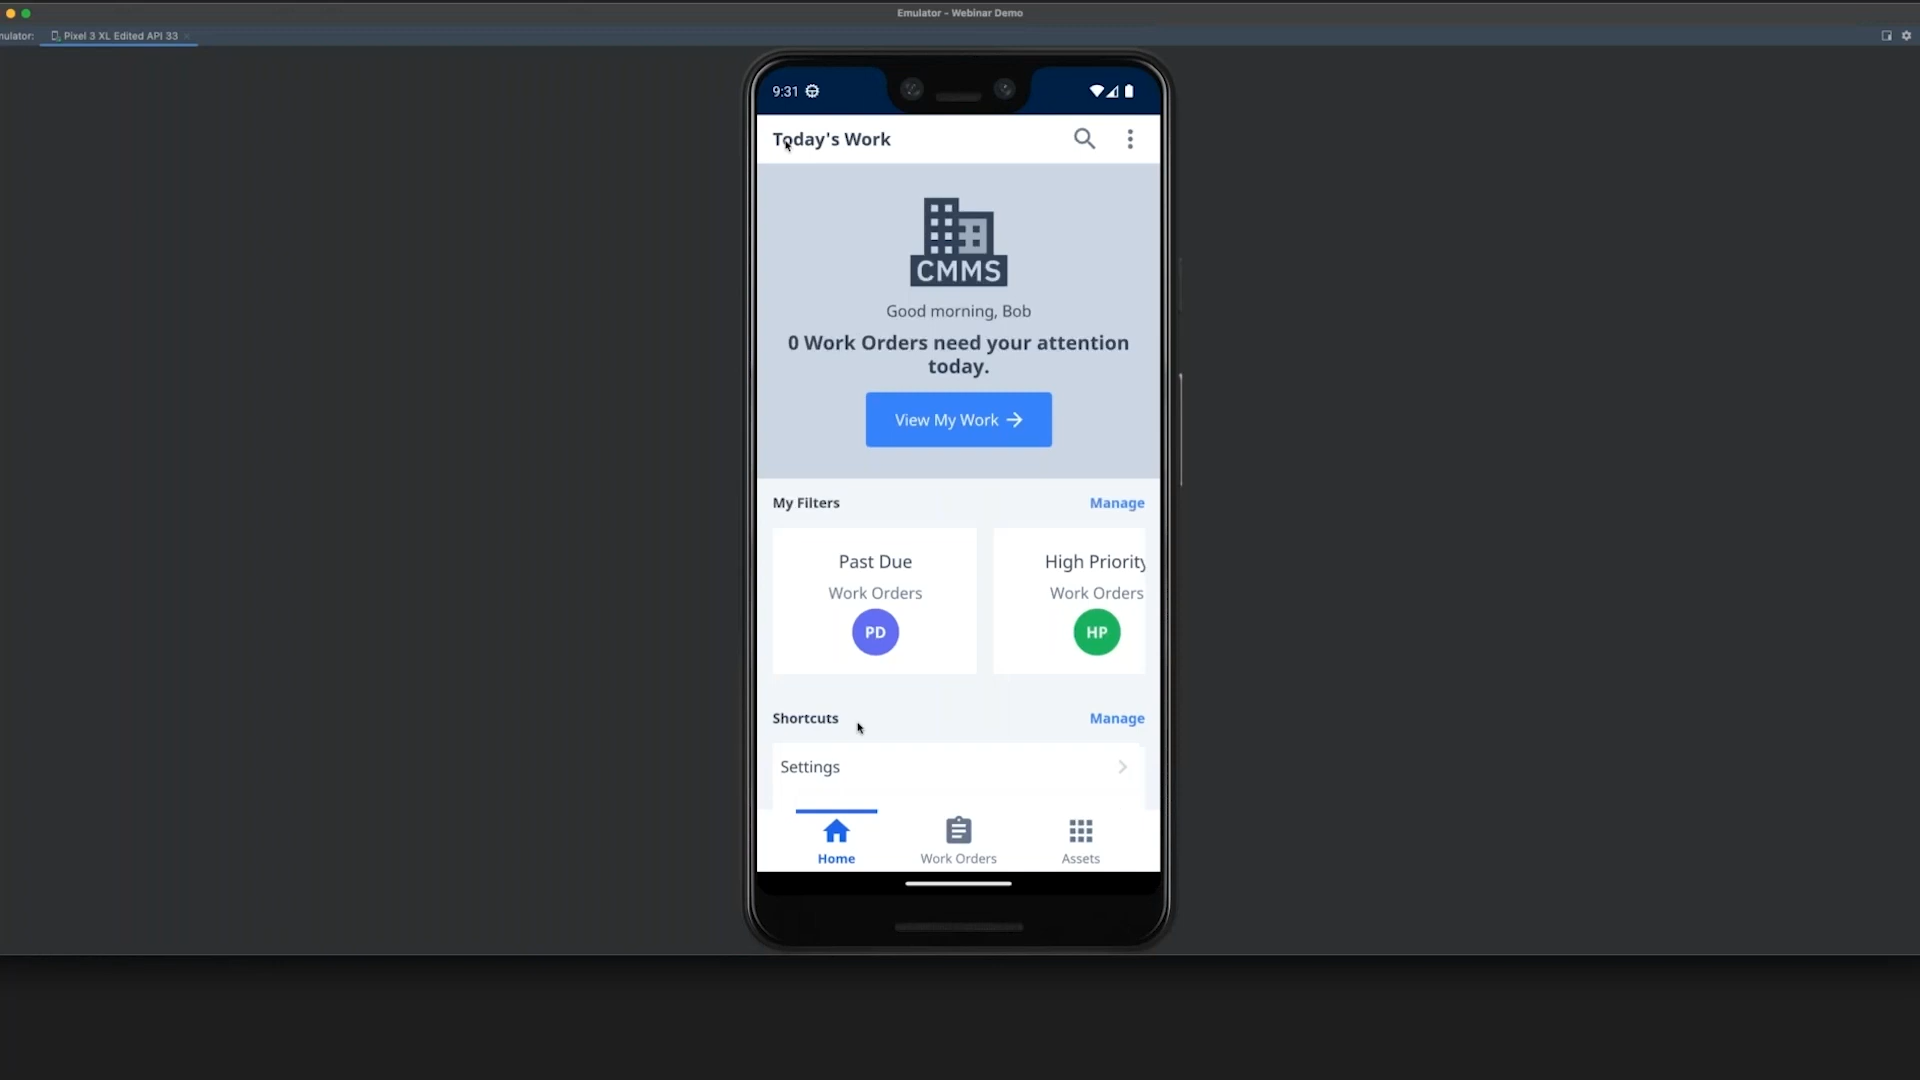 Emulator - Webinar Demo
nulator:
Pixel 3 XL Edited API 33
9:31
Today's Work
CMMS
Good morning, Bob
0 Work Orders need your attention
today.
View My Work
My Filters
Manage
Past Due
High Priority
Work Orders
Work Orders
PD
HP
Shortcuts
Manage
Settings
Home
Work Orders
Assets